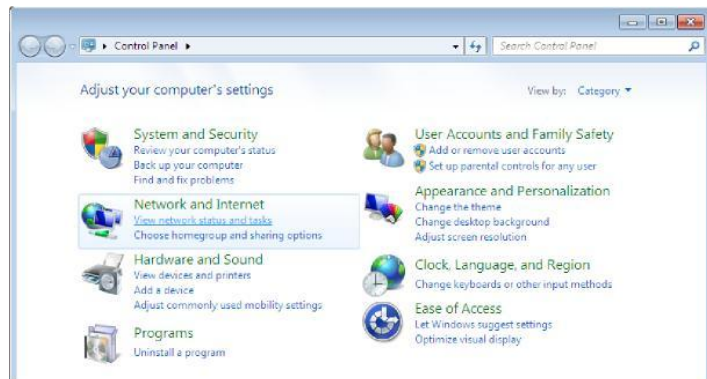 Control Panel
Search Control Panel
Adjust your computer's settings
View by: Category
System and Security
Review your computer's status
Back up your computer
Find and fix problems
Network and Internet
View network status and tasks
Choose homegroup and sharing options
Hardware and Sound
View devices and printers
Add a device
Adjust commonly used mobility settings
Programs
Uninstall a program
User Accounts and Family Safety
Add or remove user accounts
Set up parental controls for any user
Appearance and Personalization
Change the theme
Change desktop background
Adjust screen resolution
Clock, Language, and Region
Change keyboards or other input methods
Ease of Access
Let Windows suggest settings
Optimize visual display